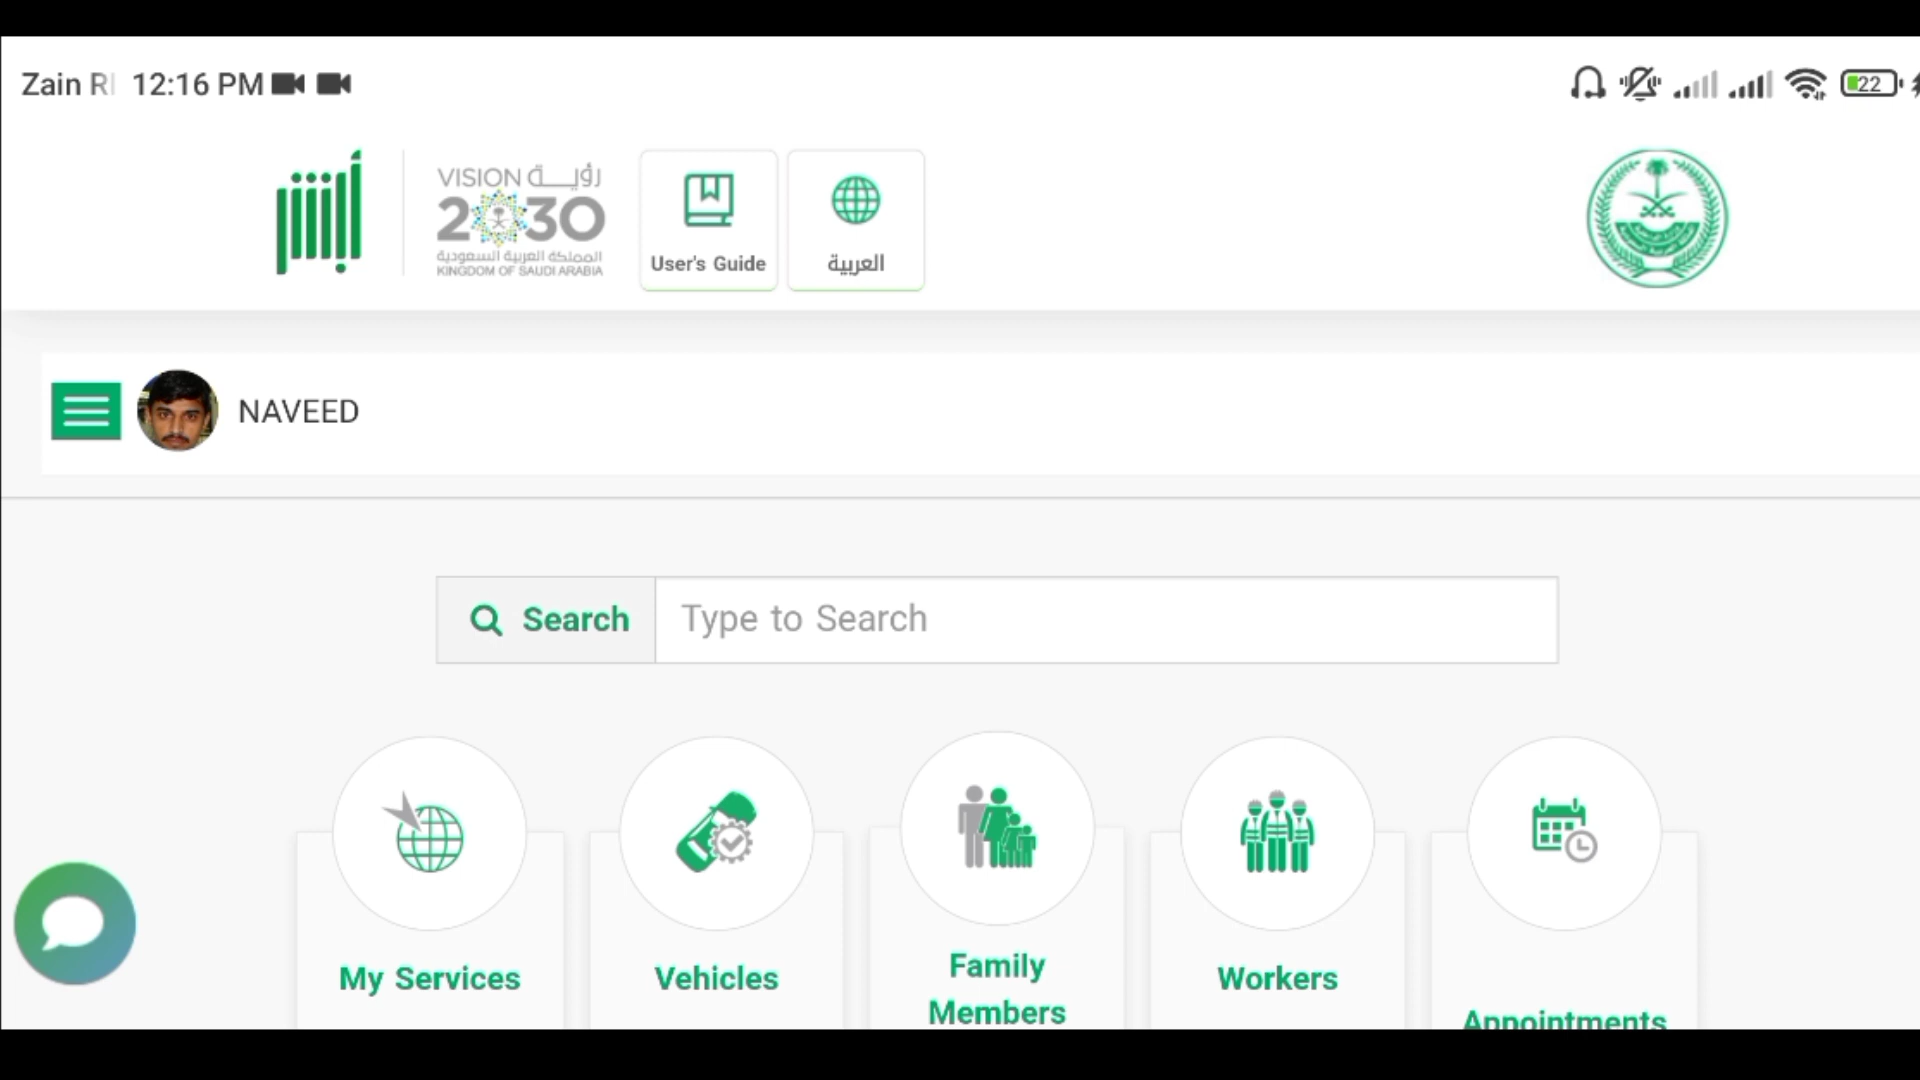 Zain 12:16 PM
22
أبشر
VISION رؤيــة
2030
المملكة العربية السعودية
KINGDOM OF SAUDI ARABIA
User's Guide
العربية
NAVEED
Search
Type to Search
My Services
Vehicles
Family
Members
Workers
Appointments